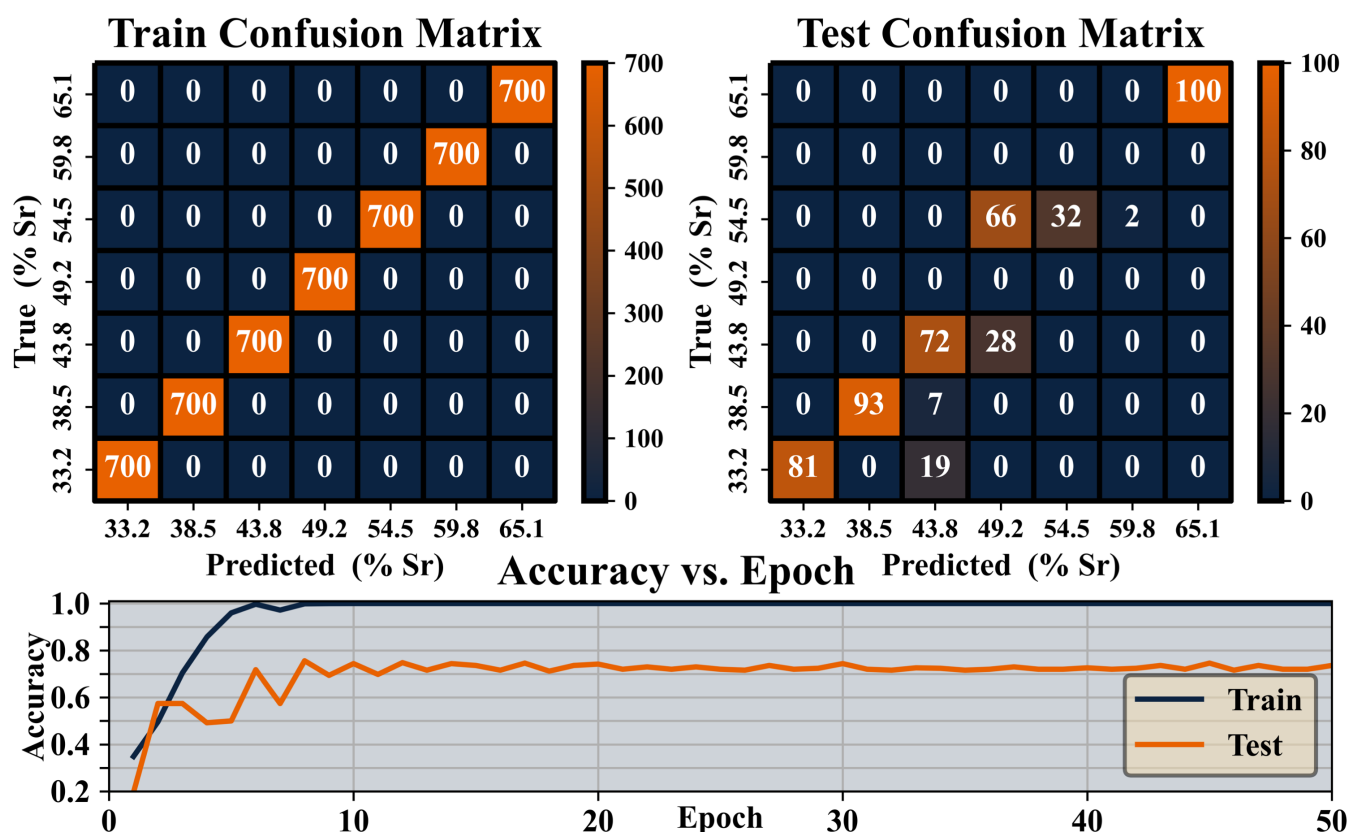 Train Confusion Matrix
True (% Sr)
65.1 0 0 0 0 0 0 700
59.8 0 0 0 0 0 700 0
54.5 0 0 0 0 700 0 0
49.2 0 0 0 700 0 0 0
43.8 0 0 700 0 0 0 0
38.5 0 700 0 0 0 0 0
33.2 700 0 0 0 0 0 0
33.2 38.5 43.8 49.2 54.5 59.8 65.1
Predicted (% Sr)
700
600
500
400
300
200
100
0
Test Confusion Matrix
True (% Sr)
65.1 0 0 0 0 0 0 100
59.8 0 0 0 0 0 0 0
54.5 0 0 0 66 32 2 0
49.2 0 0 0 0 0 0 0
43.8 0 0 72 28 0 0 0
38.5 0 93 7 0 0 0 0
33.2 81 0 19 0 0 0 0
33.2 38.5 43.8 49.2 54.5 59.8 65.1
Predicted (% Sr)
100
80
60
40
20
0
Accuracy vs. Epoch
Accuracy
1.0
0.8
0.6
0.4
0.2
0 10 20 30 40 50
Epoch
Train
Test